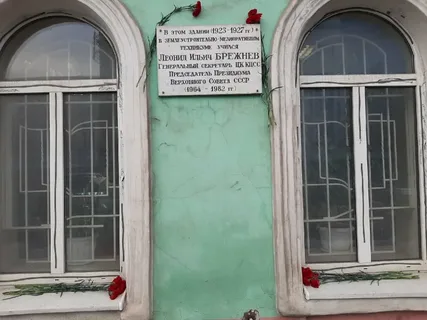 "В этом здании (1923-1927 гг.)
в землеустроительно-мелиоративном
техникуме учился
Леонид Ильич БРЕЖНЕВ
Генеральный секретарь ЦК КПСС
Председатель Президиума
Верховного Совета СССР
(1964 - 1982 гг)